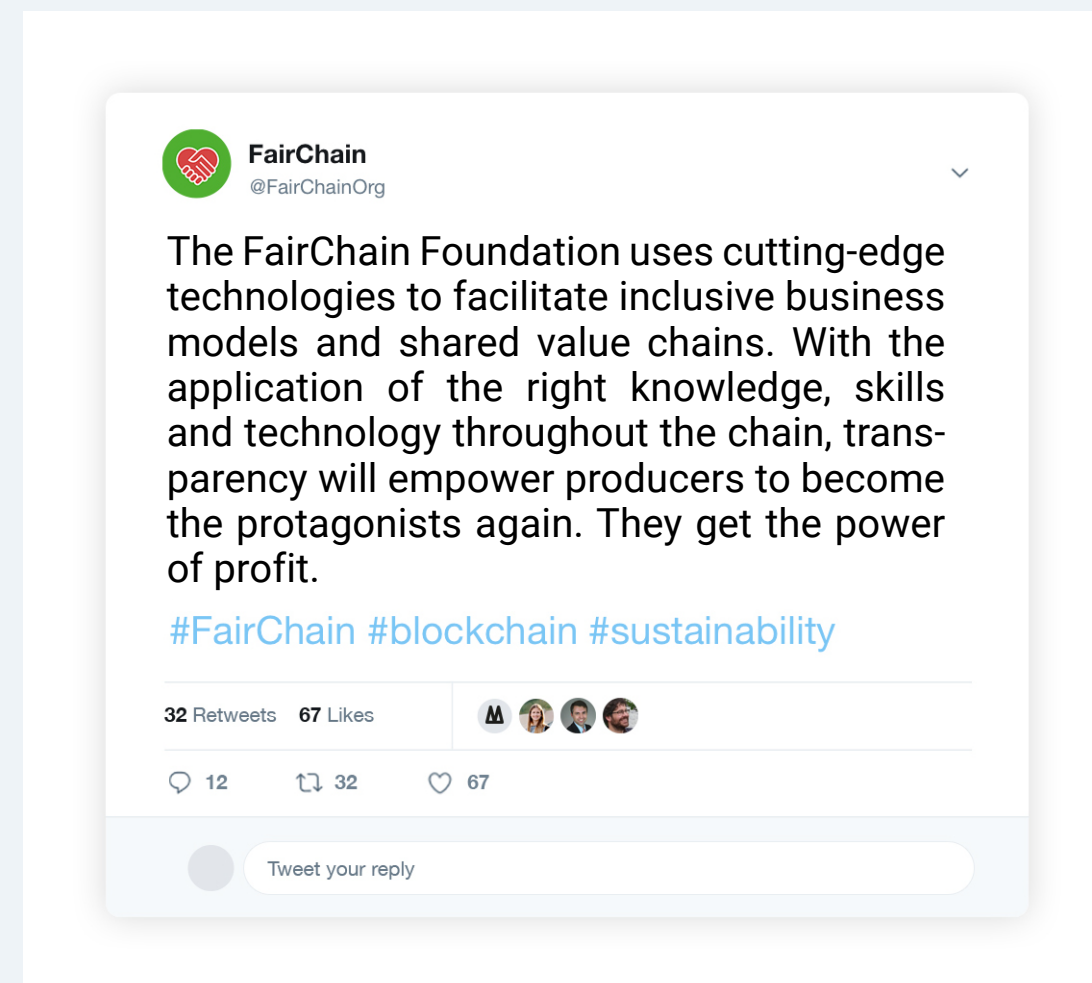 FairChain
@FairChainOrg
The FairChain Foundation uses cutting-edge
technologies to facilitate inclusive business
models and shared value chains. With the
application of the right knowledge, skills
and technology throughout the chain, trans-
parency will empower producers to become
the protagonists again. They get the power
of profit.
#FairChain #blockchain #sustainability
32 Retweets 67 Likes
12 32 67
Tweet your reply